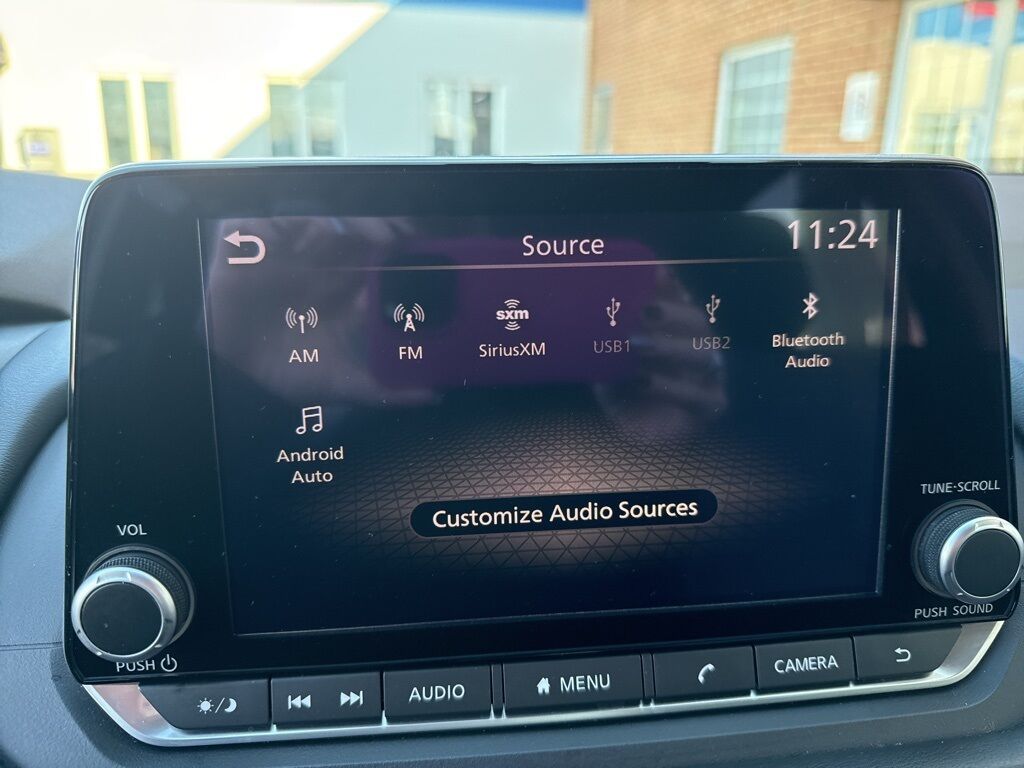 Source
11:24
AM
FM
sxm
SiriusXM
USB1
USB2
Bluetooth
Audio
Android
Auto
Customize Audio Sources
VOL
PUSH
TUNE·SCROLL
PUSH SOUND
AUDIO
MENU
CAMERA